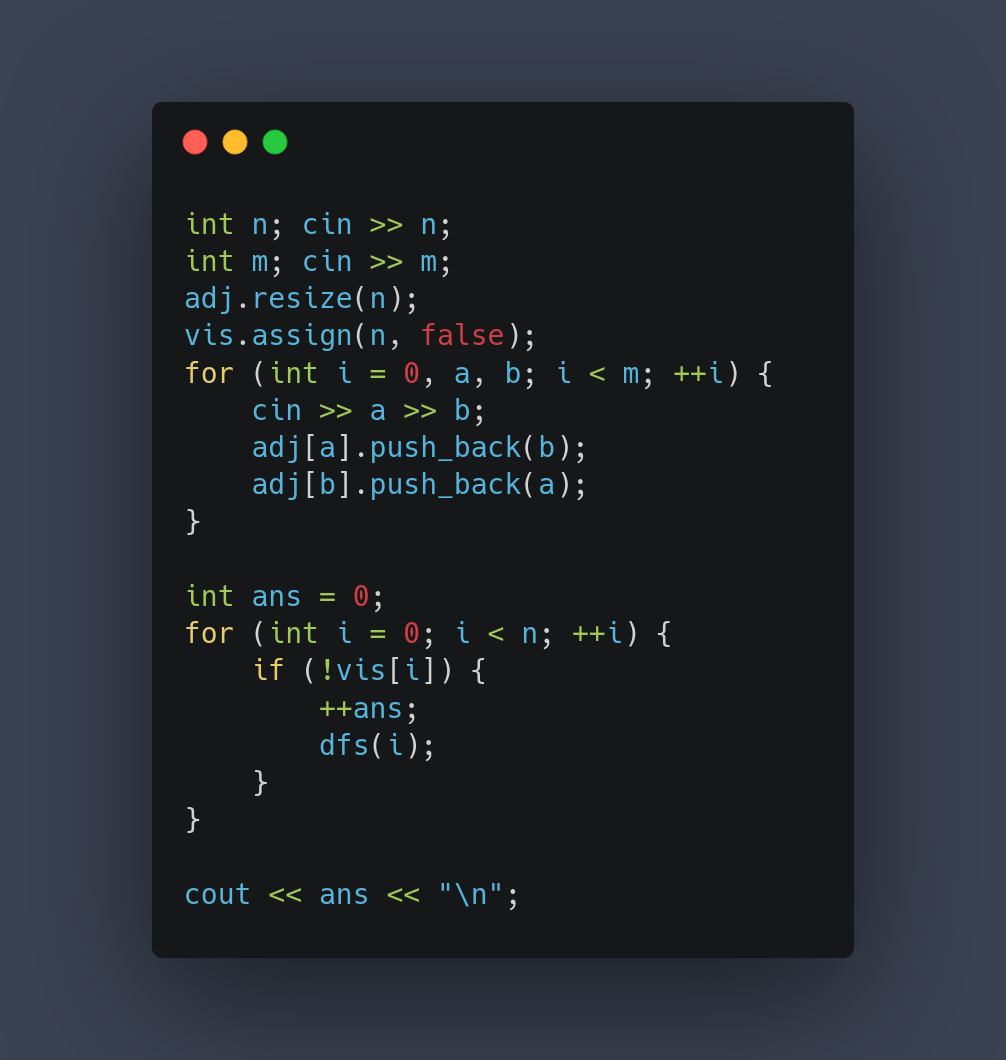 int n; cin >> n;
int m; cin >> m;
adj.resize(n);
vis.assign(n, false);
for (int i = 0, a, b; i < m; ++i) {
    cin >> a >> b;
    adj[a].push_back(b);
    adj[b].push_back(a);
}

int ans = 0;
for (int i = 0; i < n; ++i) {
    if (!vis[i]) {
        ++ans;
        dfs(i);
    }
}

cout << ans << "\n";